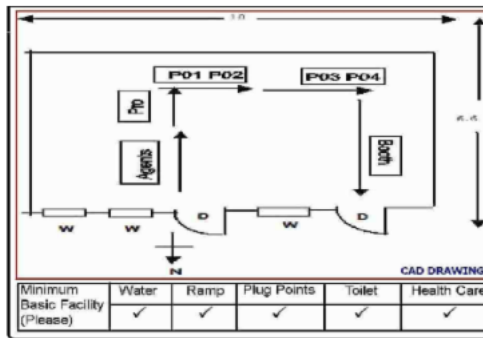 P01 P02
P03 P04
Pro
Agents
Booth
D
D
W
W
W
N
CAD DRAWING
Minimum Basic Facility (Please)
Water
Ramp
Plug Points
Toilet
Health Care
✓
✓
✓
✓
✓